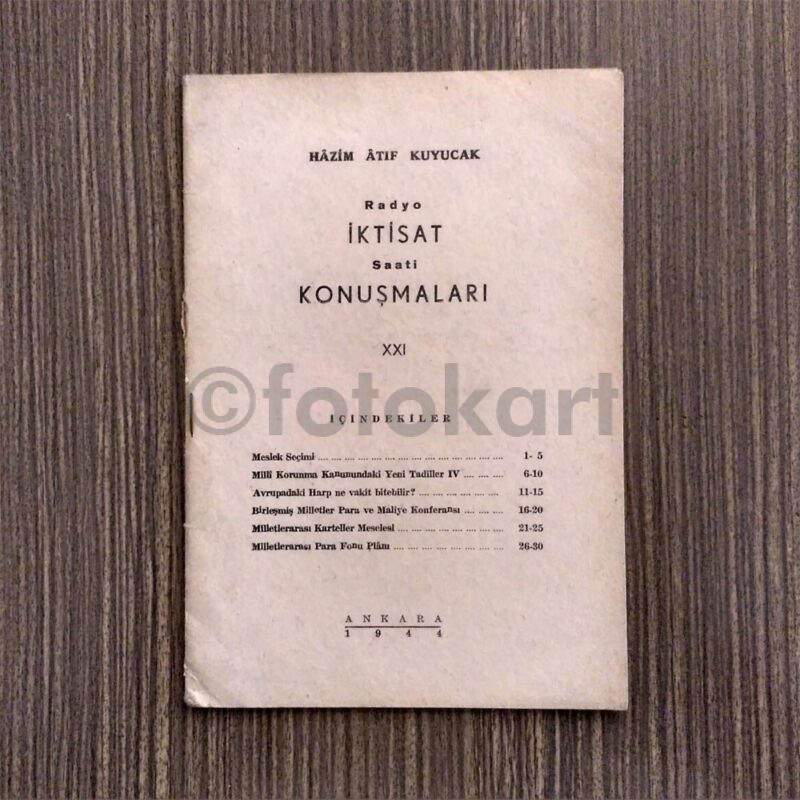 HÂZİM ÂTIF KUYUCAK
Radyo
İKTİSAT
Saati
KONUŞMALARI
XXI
©fotokart
İÇİNDEKİLER
Meslek Seçimi .... ... ... ... ... ... ... ... ... ... ... ... ... ... 1- 5
Millî Korunma Kanunundaki Yeni Tadiller IV .... ... ... 6-10
Avrupadaki Harp ne vakit bitebilir? .... ... ... ... ... ... 11-15
Birleşmiş Milletler Para ve Maliye Konferansı .... ... ... 16-20
Milletlerarası Karteller Meselesi .... ... ... ... ... ... ... ... 21-25
Milletlerarası Para Fonu Plânı .... ... ... ... ... ... ... ... 26-30
ANKARA
1944